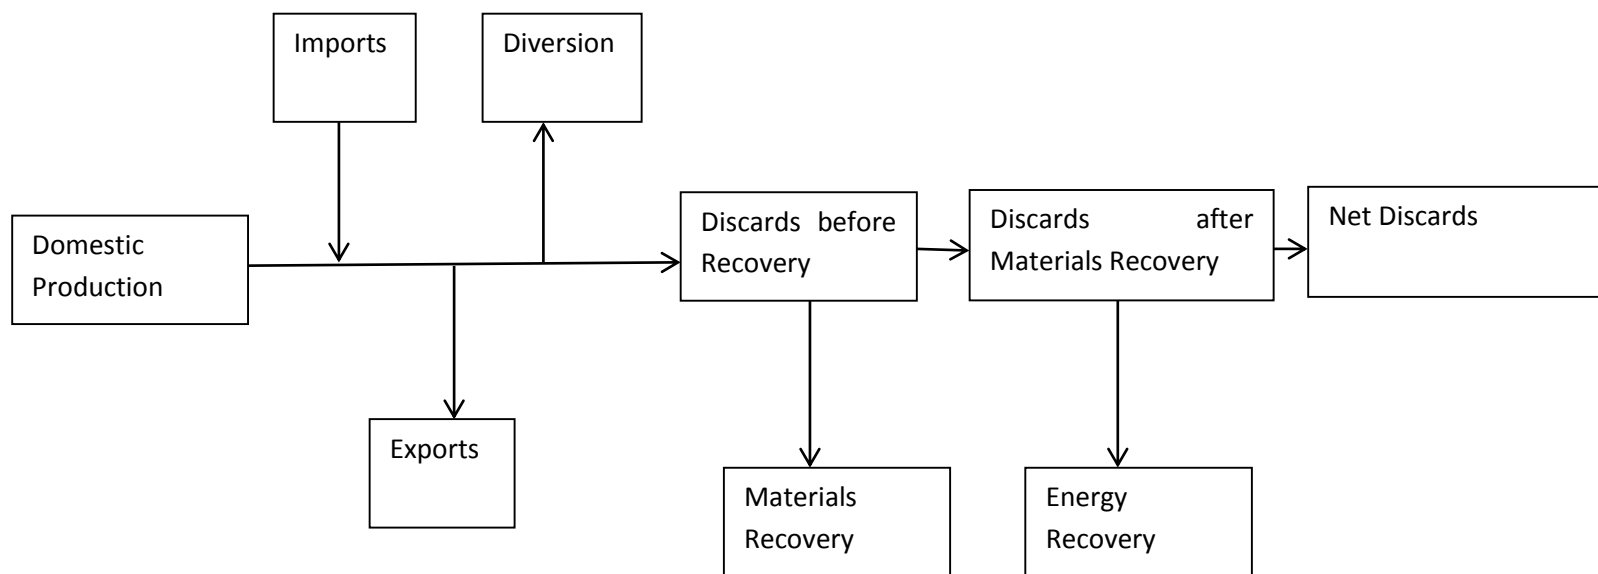 Imports
Diversion
Domestic
Production
Discards before
Recovery
Discards after
Materials Recovery
Net Discards
Exports
Materials
Recovery
Energy
Recovery